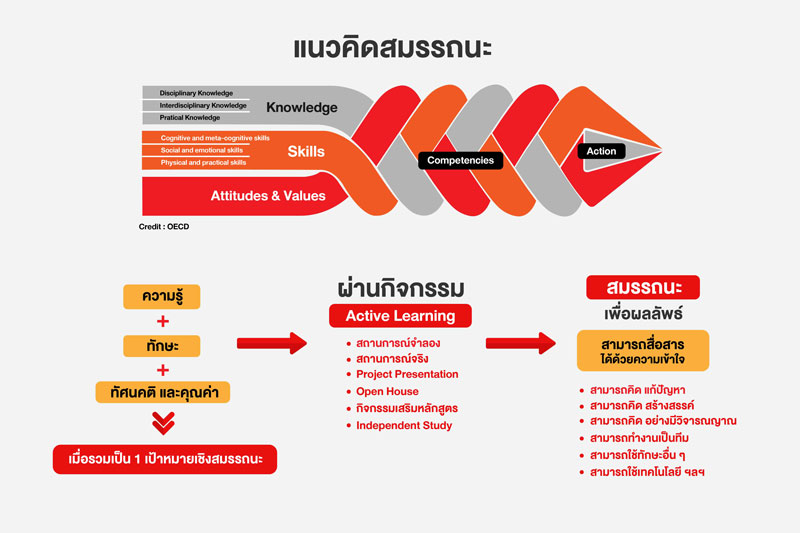 แนวคิดสมรรถนะ
Disciplinary Knowledge
Interdisciplinary Knowledge
Pratical Knowledge
Knowledge
Cognitive and meta-cognitive skills
Social and emotional skills
Physical and practical skills
Skills
Attitudes & Values
Competencies
Action
Credit : OECD
ความรู้
+
ทักษะ
+
ทัศนคติ และคุณค่า
เมื่อรวมเป็น 1 เป้าหมายเชิงสมรรถนะ
ผ่านกิจกรรม
Active Learning
• สถานการณ์จำลอง
• สถานการณ์จริง
• Project Presentation
• Open House
• กิจกรรมเสริมหลักสูตร
• Independent Study
สมรรถนะ
เพื่อผลลัพธ์
สามารถสื่อสาร
ได้ด้วยความเข้าใจ
• สามารถคิด แก้ปัญหา
• สามารถคิด สร้างสรรค์
• สามารถคิด อย่างมีวิจารณญาณ
• สามารถทำงานเป็นทีม
• สามารถใช้ทักษะอื่น ๆ
• สามารถใช้เทคโนโลยี ฯลฯ